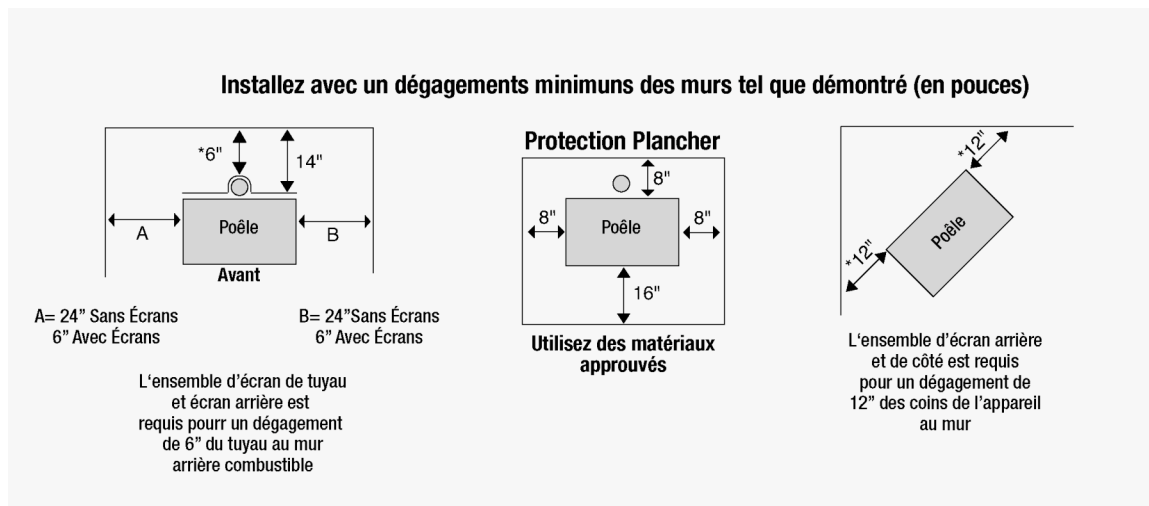 Installez avec un dégagements minimuns des murs tel que démontré (en pouces)
*6"
14"
A
Poêle
B
Avant
A= 24” Sans Écrans
6” Avec Écrans
B= 24”Sans Écrans
6” Avec Écrans
L‘ensemble d’écran de tuyau
et écran arrière est
requis pourr un dégagement
de 6” du tuyau au mur
arrière combustible
Protection Plancher
8"
8"
Poêle
8"
16"
Utilisez des matériaux
approuvés
*12"
*12"
Poêle
L‘ensemble d’écran arrière
et de côté est requis
pour un dégagement de
12” des coins de l’appareil
au mur